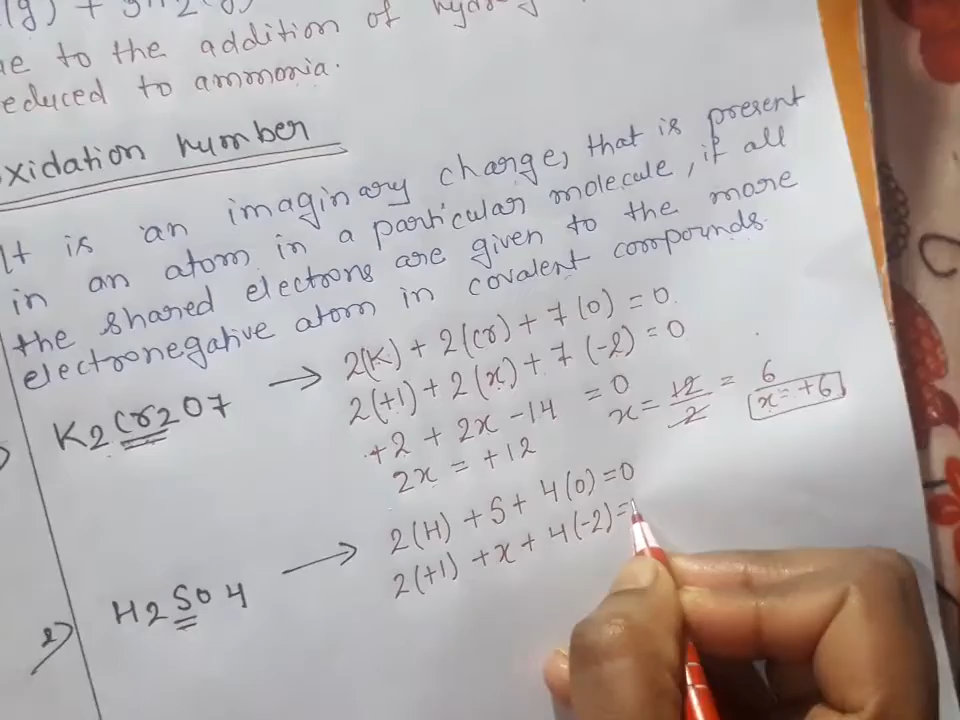 to the addition of
educed to ammonia.
xidation number
It is an imaginary charge, that is present
in an atom in a particular molecule, if all
the shared electrons are given to the more
electronegative atom in covalent compounds.
K2Cr2O7 → 2(K) + 2(Cr) + 7(O) = 0
2(+1) + 2(x) + 7(-2) = 0
+2 + 2x - 14 = 0
2x = +12
x = +2/2 = 6
x = +6
2) H2SO4 → 2(H) + S + 4(O) = 0
2(+1) + x + 4(-2) =